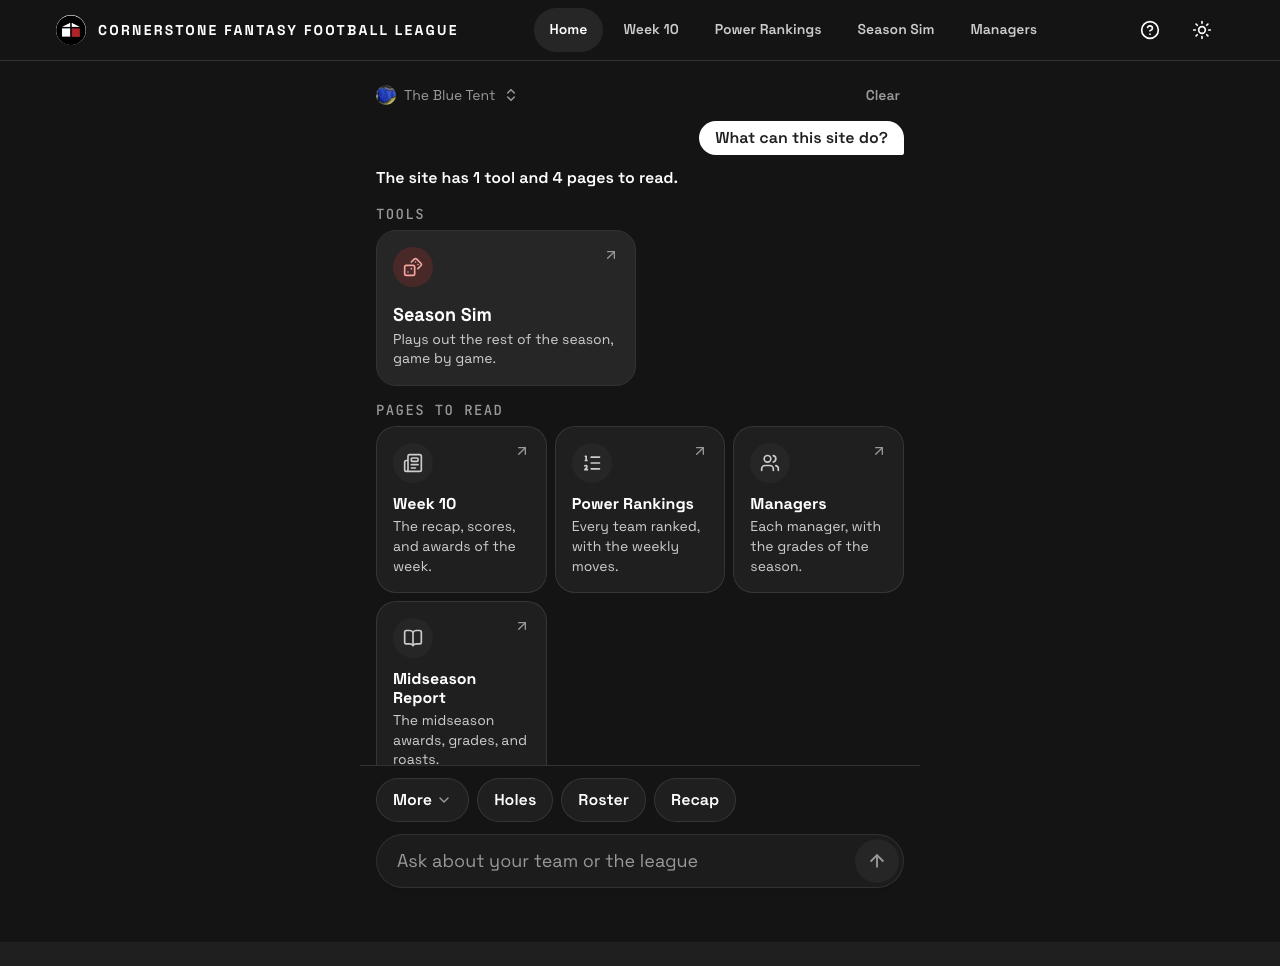 CORNERSTONE FANTASY FOOTBALL LEAGUE
Home
Week 10
Power Rankings
Season Sim
Managers
The Blue Tent
Clear
What can this site do?
The site has 1 tool and 4 pages to read.
TOOLS
Season Sim
Plays out the rest of the season,
game by game.
PAGES TO READ
Week 10
The recap, scores,
and awards of the
week.
Power Rankings
Every team ranked,
with the weekly
moves.
Managers
Each manager, with
the grades of the
season.
Midseason
Report
The midseason
awards, grades, and
roasts.
More
Holes
Roster
Recap
Ask about your team or the league